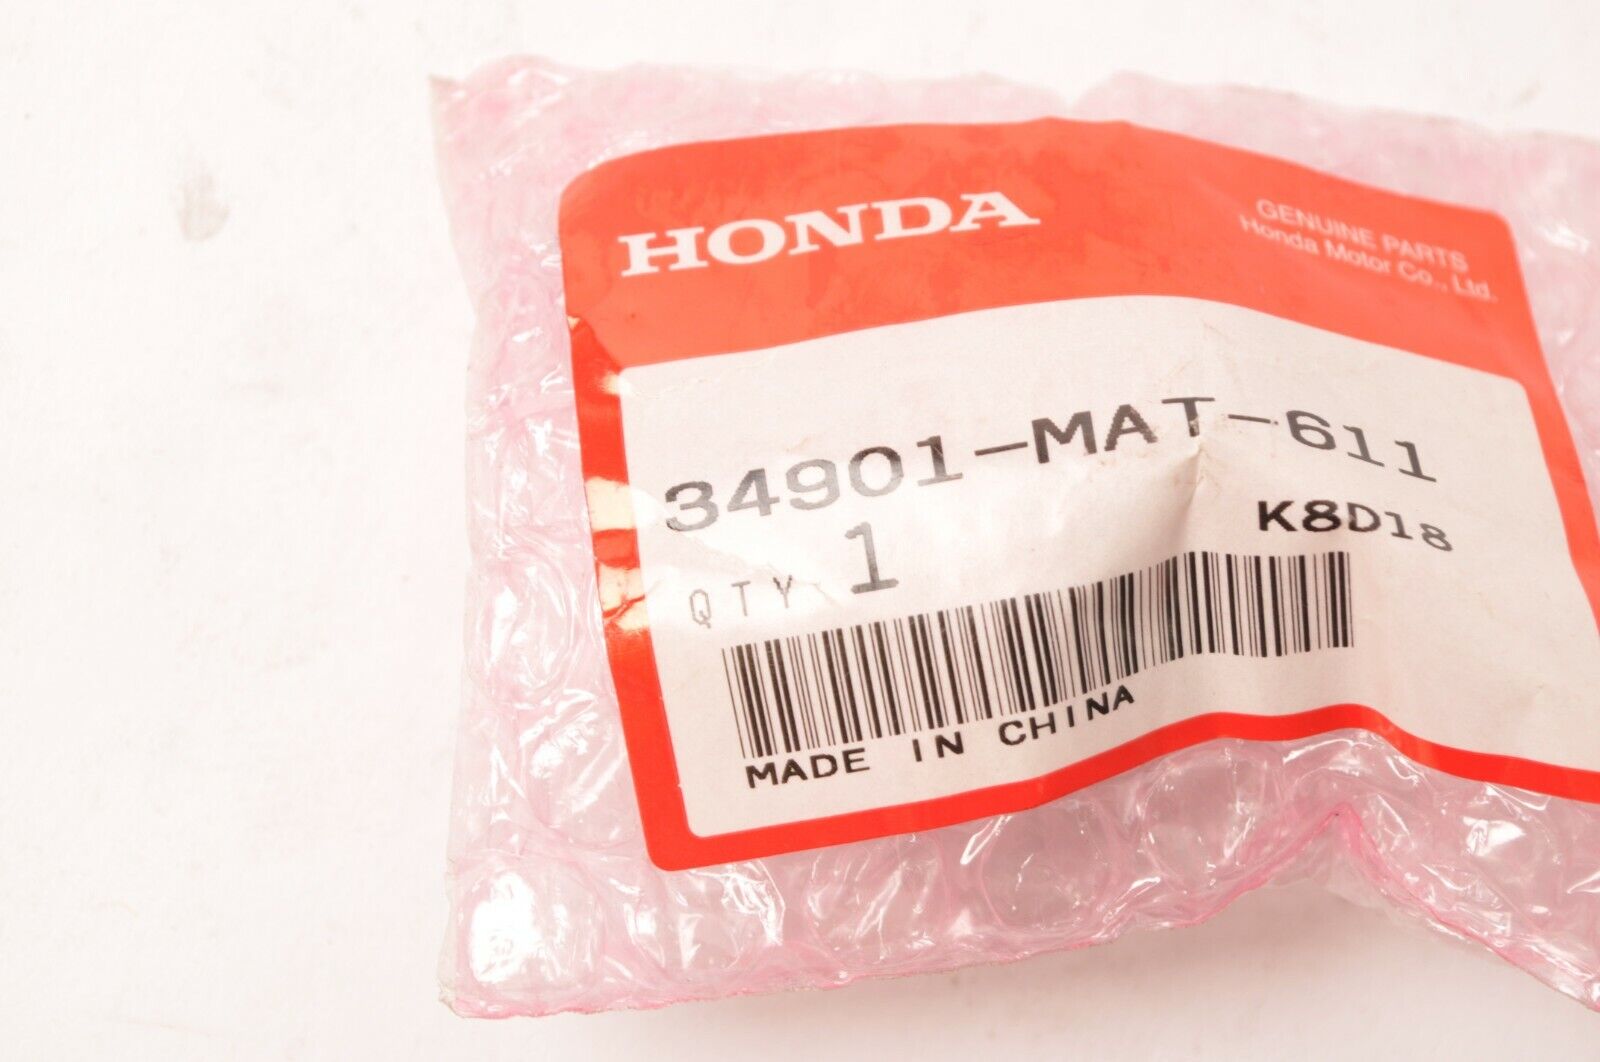 HONDA
GENUINE PARTS
Honda Motor Co., Ltd.
34901-MAT-611
K8D18
QTY 1
MADE IN CHINA